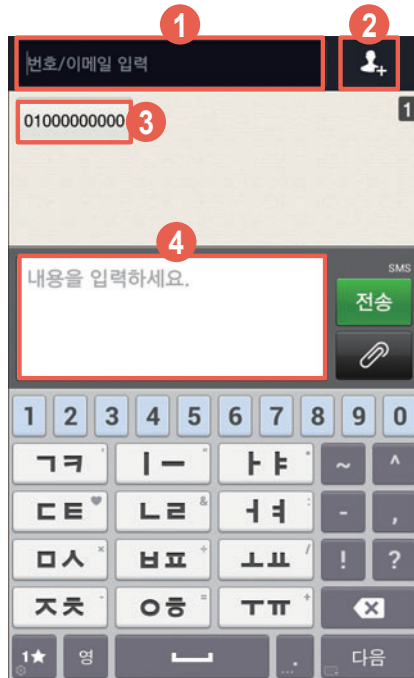 1 2
번호/이메일 입력
1
01000000000 3
4
내용을 입력하세요.
SMS
전송
1 2 3 4 5 6 7 8 9 0
ㄱㅋ ' ㅣㅡ " ㅏㅑ * ~ ^
ㄷㅌ ♥ ㄴㄹ & ㅓㅕ : - ,
ㅁㅅ × ㅂㅍ ÷ ㅗㅛ / ! ?
ㅈㅊ - ㅇㅎ = ㅜㅠ +
1★ 영 . ... 다음